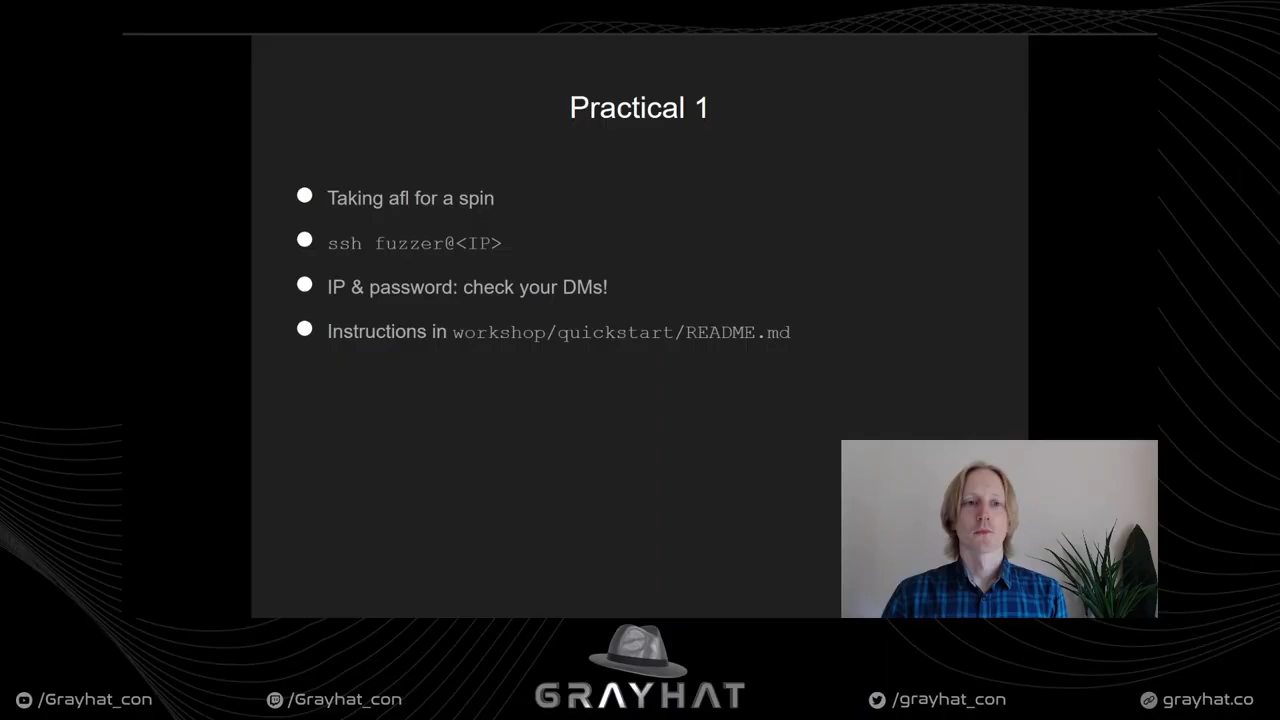 Practical 1
Taking afl for a spin
ssh fuzzer@<IP>
IP & password: check your DMs!
Instructions in workshop/quickstart/README.md
GRAYHAT
/Grayhat_con
/Grayhat_con
/grayhat_con
grayhat.co